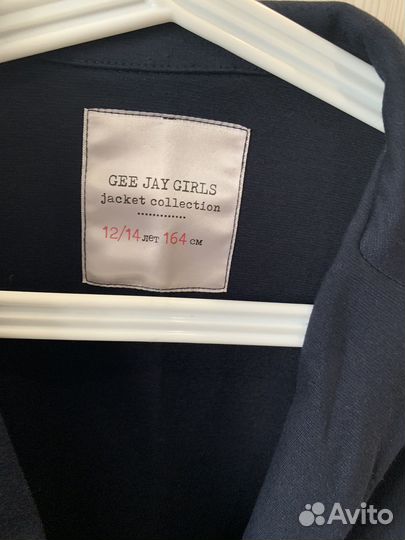 GEE JAY GIRLS
jacket collection
12/14 лет 164 см
Avito